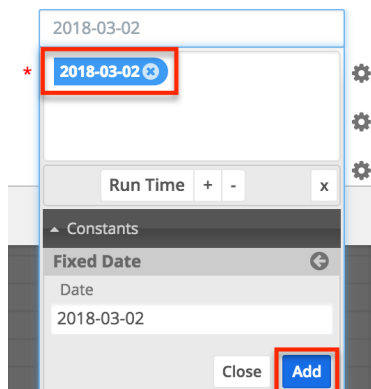 2018-03-02
* 2018-03-02
Run Time + - x
Constants
Fixed Date
Date
2018-03-02
Close Add